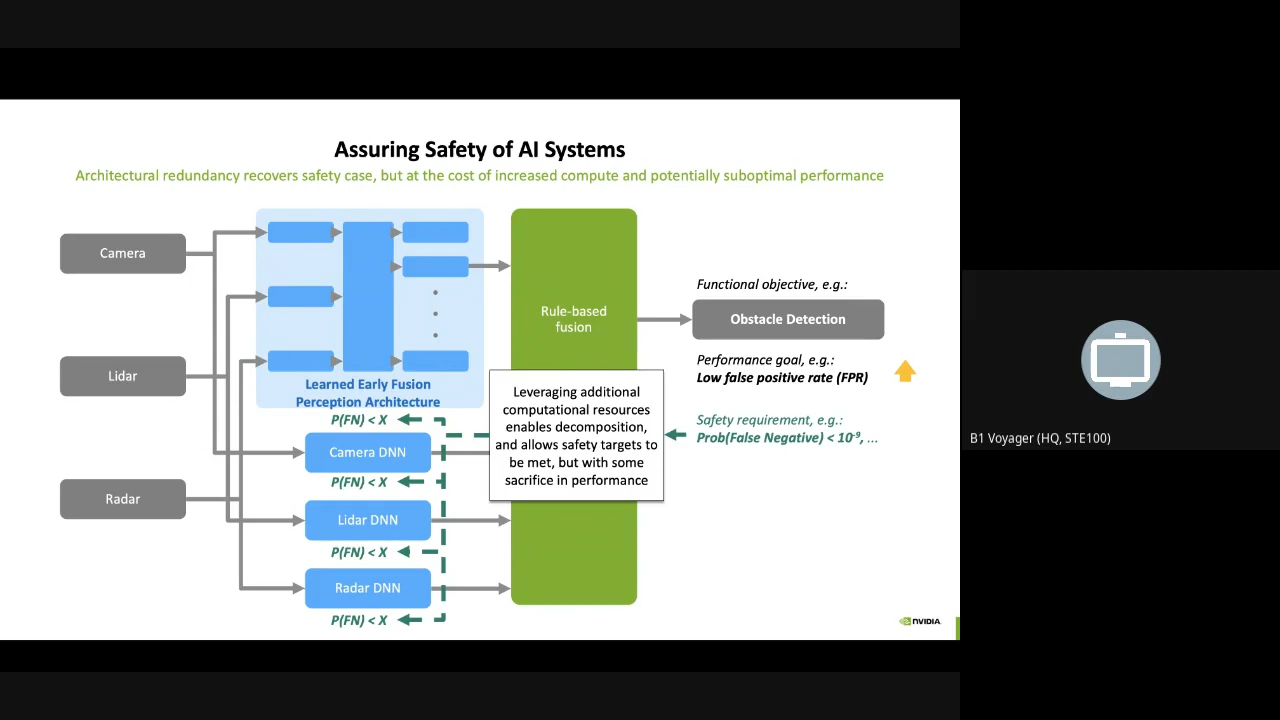 Assuring Safety of AI Systems
Architectural redundancy recovers safety case, but at the cost of increased compute and potentially suboptimal performance
Camera
Lidar
Radar
Learned Early Fusion
Perception Architecture
P(FN) < X
Camera DNN
P(FN) < X
Lidar DNN
P(FN) < X
Radar DNN
P(FN) < X
Rule-based
fusion
Leveraging additional
computational resources
enables decomposition,
and allows safety targets to
be met, but with some
sacrifice in performance
Functional objective, e.g.:
Obstacle Detection
Performance goal, e.g.:
Low false positive rate (FPR)
Safety requirement, e.g.:
Prob(False Negative) < 10⁻⁹, ...
NVIDIA.
B1 Voyager (HQ, STE100)